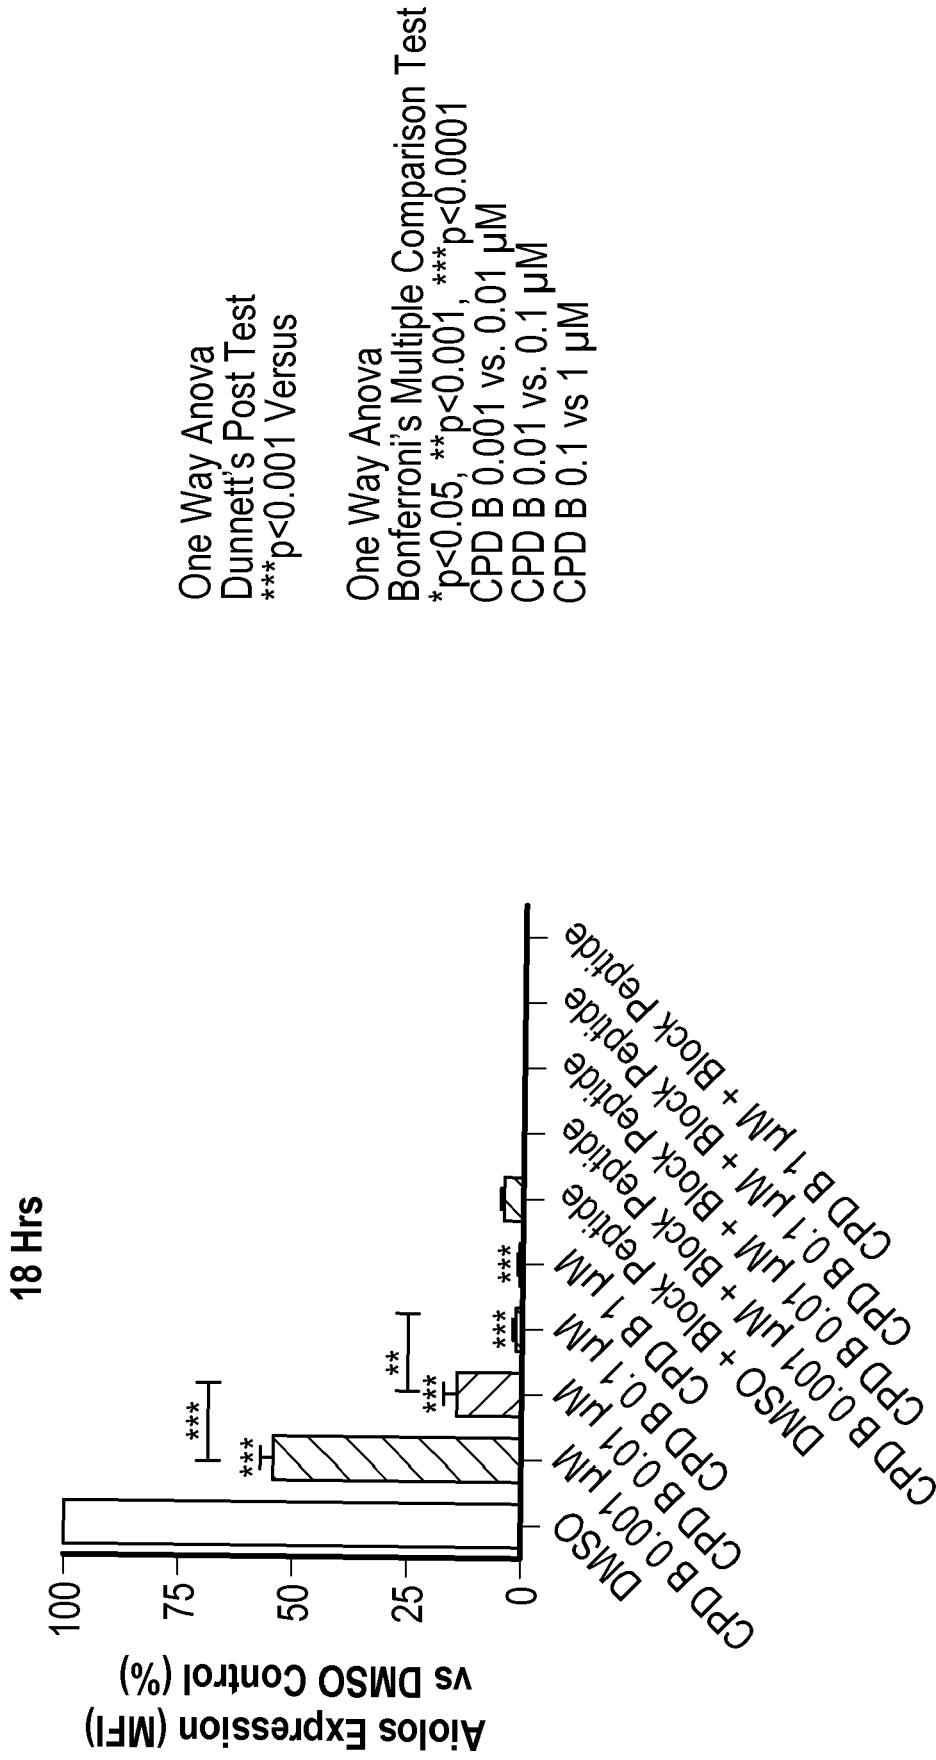 18 Hrs
Aiolos Expression (MFI)
vs DMSO Control (%)
100
75
50
25
0
***
***
***
**
***
***
DMSO
CPD B 0.001 µM
CPD B 0.01 µM
CPD B 0.1 µM
CPD B 1 µM
DMSO + Block Peptide
CPD B 0.001 µM + Block Peptide
CPD B 0.01 µM + Block Peptide
CPD B 0.1 µM + Block Peptide
CPD B 1 µM + Block Peptide
One Way Anova
Dunnett's Post Test
***p<0.001 Versus
One Way Anova
Bonferroni's Multiple Comparison Test
*p<0.05, **p<0.001, ***p<0.0001
CPD B 0.001 vs. 0.01 µM
CPD B 0.01 vs. 0.1 µM
CPD B 0.1 vs 1 µM